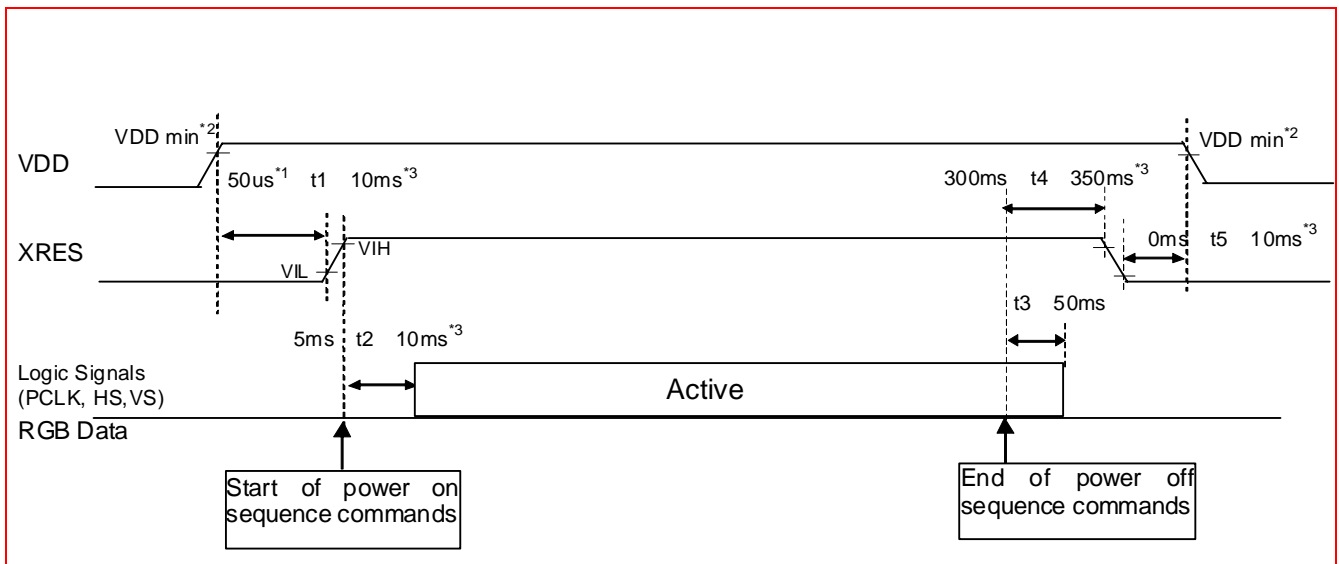 VDD min*2
VDD min*2
VDD
50us*1 t1 10ms*3
300ms t4 350ms*3
XRES
VIH
VIL
0ms t5 10ms*3
t3 50ms
5ms t2 10ms*3
Logic Signals
(PCLK, HS,VS)
Active
RGB Data
Start of power on
sequence commands
End of power off
sequence commands